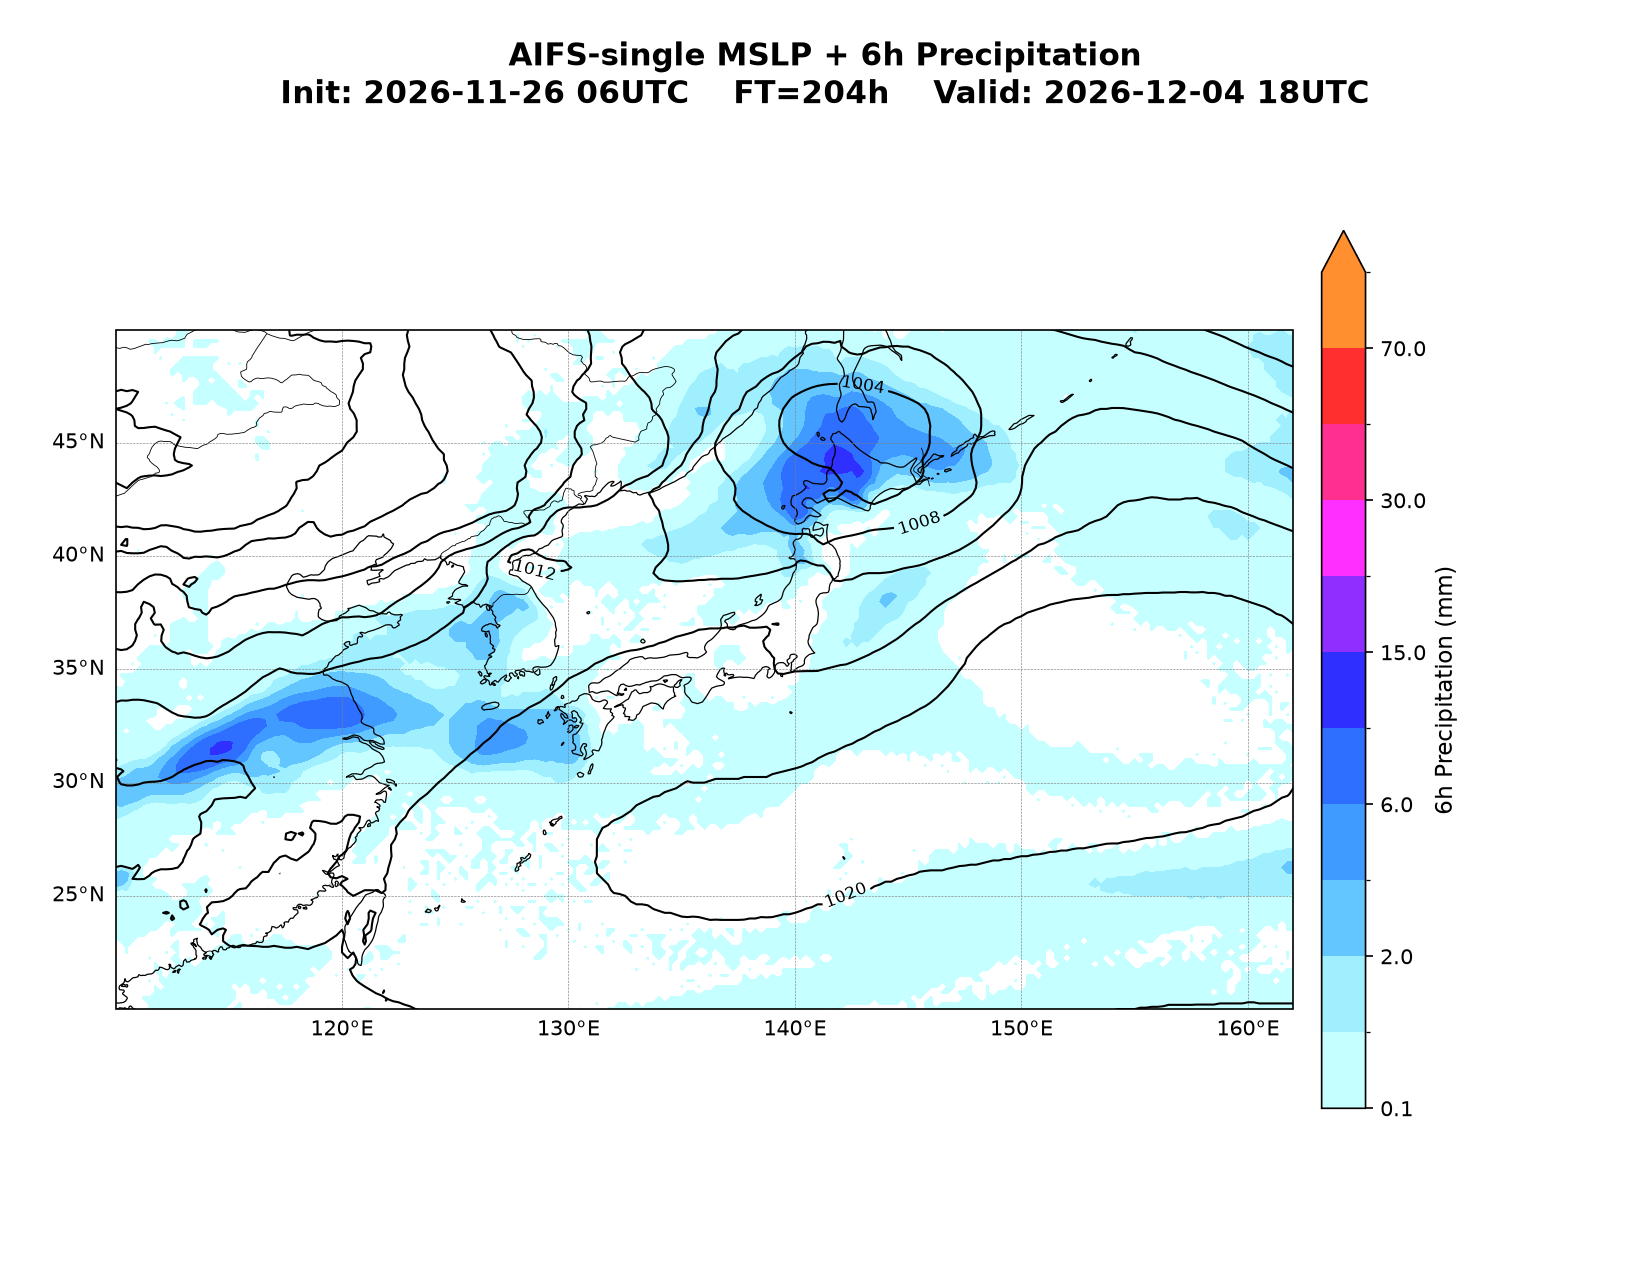 AIFS-single MSLP + 6h Precipitation
Init: 2026-11-26 06UTC    FT=204h    Valid: 2026-12-04 18UTC
1004
1008
1012
1020
45°N
40°N
35°N
30°N
25°N
120°E
130°E
140°E
150°E
160°E
70.0
30.0
15.0
6.0
2.0
0.1
6h Precipitation (mm)